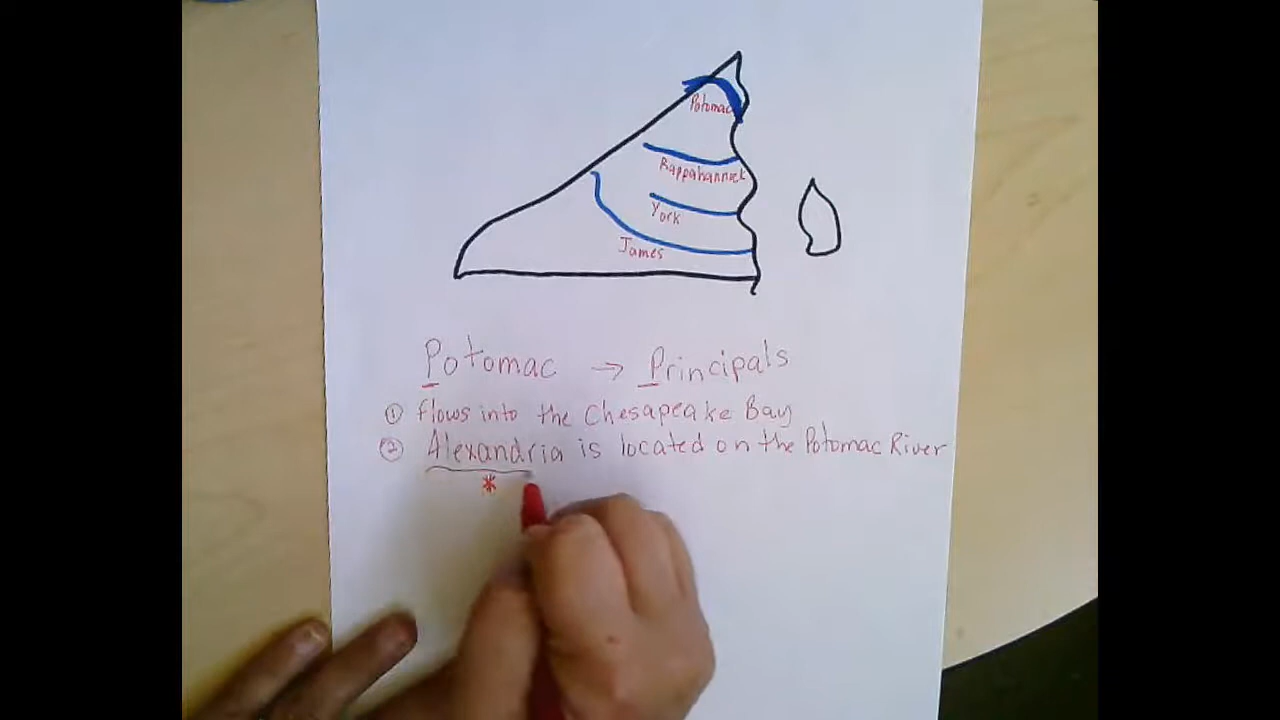 Potomac
Rappahannock
York
James
Potomac → Principals
① flows into the Chesapeake Bay
② Alexandria is located on the Potomac River
*